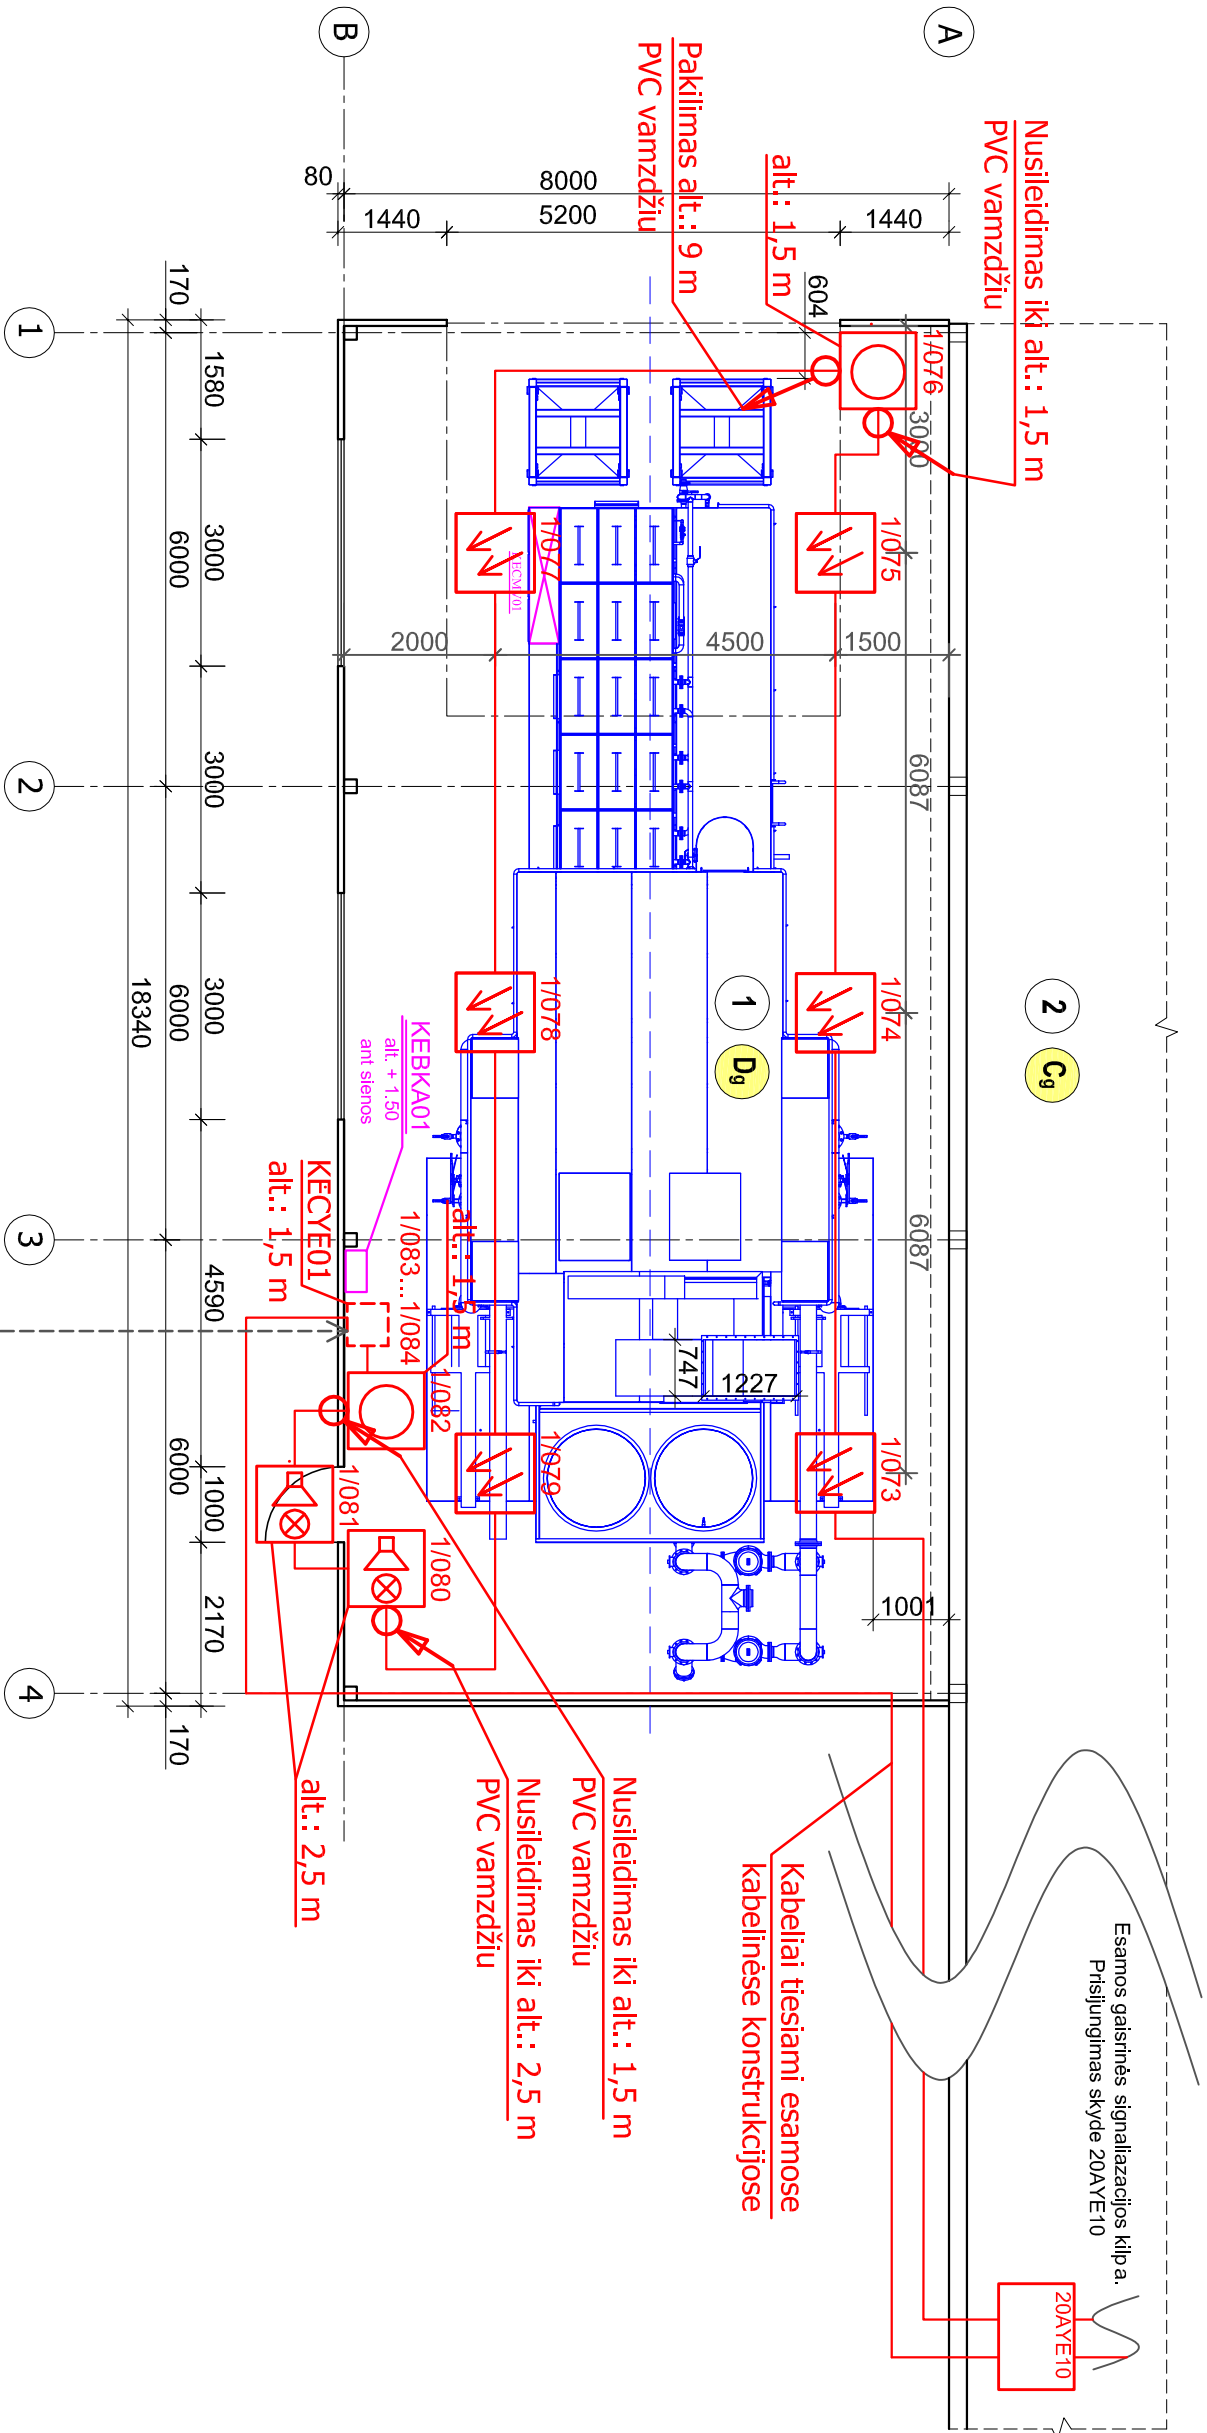 A
B
Nusileidimas iki alt.: 1,5 m
PVC vamzdžiu
alt.: 1,5 m
Pakilimas alt.: 9 m
PVC vamzdžiu
80
8000
1440
5200
1440
604
170
1
1580
3000
6000
3000
2
3000
6000
18340
3
4590
6000
1000
2170
4
170
1/076
3000
1/075
1/077
KECMV01
2000
4500
1500
6087
2
Cg
1
Dg
1/074
1/078
6087
KEBKA01
alt. + 1.50
ant sienos
KECYE01
alt.: 1,5 m
alt.: 1,5 m
1/083... 1/084
1/082
747
1227
1/079
1/073
1/081
1/080
1001
alt.: 2,5 m
Nusileidimas iki alt.: 2,5 m
PVC vamzdžiu
Nusileidimas iki alt.: 1,5 m
PVC vamzdžiu
Kabeliai tiesiami esamose
kabelinėse konstrukcijose
Esamos gaisrinės signaliazacijos kilpa.
Prisijungimas skyde 20AYE10
20AYE10